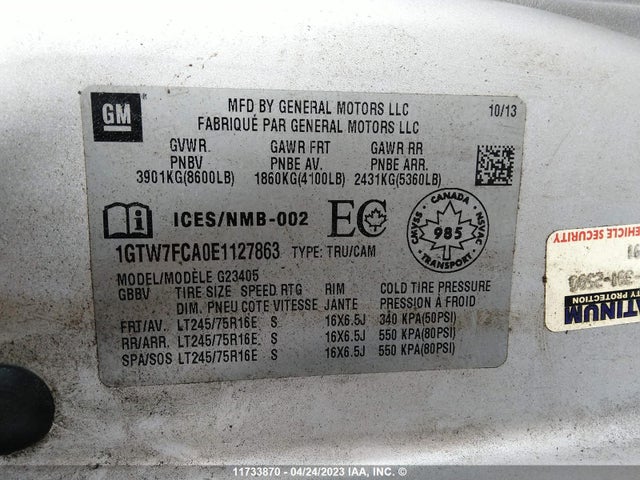 GM
MFD BY GENERAL MOTORS LLC 10/13
FABRIQUÉ PAR GENERAL MOTORS LLC
GVWR GAWR FRT GAWR RR
PNBV PNBE AV. PNBE ARR.
3901KG(8600LB) 1860KG(4100LB) 2431KG(5360LB)
ICES/NMB-002 EC
CANADA
CMVSS 985 NSVAC
TRANSPORT
1GTW7FCA0E1127863 TYPE: TRU/CAM
MODEL/MODÈLE G23405
GBBV TIRE SIZE SPEED RTG RIM COLD TIRE PRESSURE
DIM. PNEU COTE VITESSE JANTE PRESSION À FROID
FRT/AV. LT245/75R16E S 16X6.5J 340 KPA(50PSI)
RR/ARR. LT245/75R16E S 16X6.5J 550 KPA(80PSI)
SPA/SOS LT245/75R16E S 16X6.5J 550 KPA(80PSI)
VEHICLE SECURITY
11733870 - 04/24/2023 IAA, INC. ©